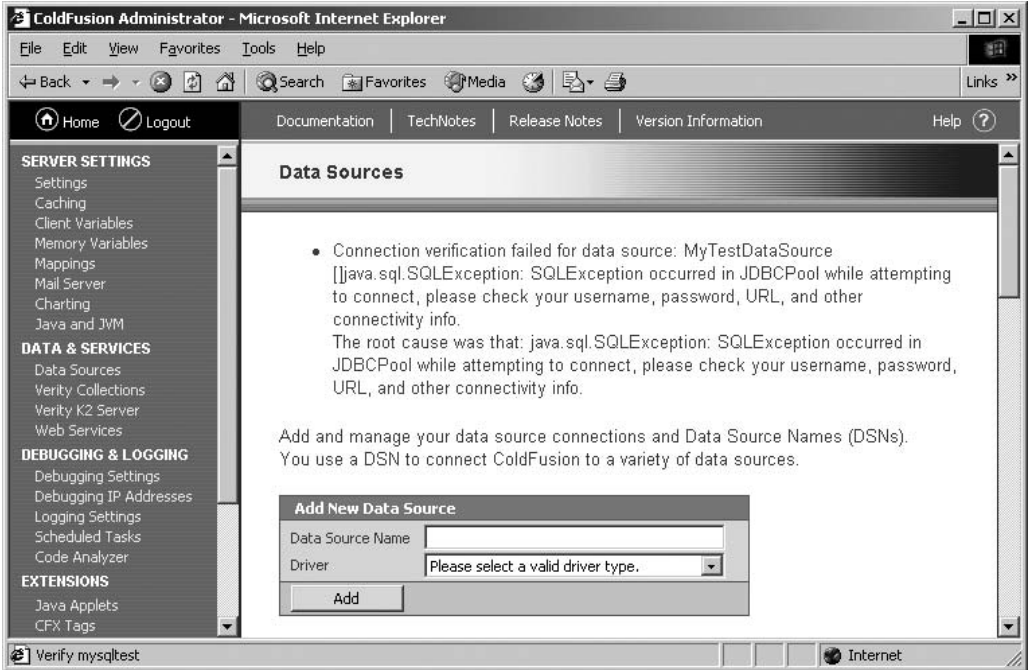 ColdFusion Administrator - Microsoft Internet Explorer
File Edit View Favorites Tools Help
Back Search Favorites Media Links »
Home Logout Documentation TechNotes Release Notes Version Information Help ?
SERVER SETTINGS
Settings
Caching
Client Variables
Memory Variables
Mappings
Mail Server
Charting
Java and JVM
DATA & SERVICES
Data Sources
Verity Collections
Verity K2 Server
Web Services
DEBUGGING & LOGGING
Debugging Settings
Debugging IP Addresses
Logging Settings
Scheduled Tasks
Code Analyzer
EXTENSIONS
Java Applets
CFX Tags
Data Sources
• Connection verification failed for data source: MyTestDataSource
[]java.sql.SQLException: SQLException occurred in JDBCPool while attempting
to connect, please check your username, password, URL, and other
connectivity info.
The root cause was that: java.sql.SQLException: SQLException occurred in
JDBCPool while attempting to connect, please check your username, password,
URL, and other connectivity info.
Add and manage your data source connections and Data Source Names (DSNs).
You use a DSN to connect ColdFusion to a variety of data sources.
Add New Data Source
Data Source Name
Driver Please select a valid driver type.
Add
Verify mysqltest Internet